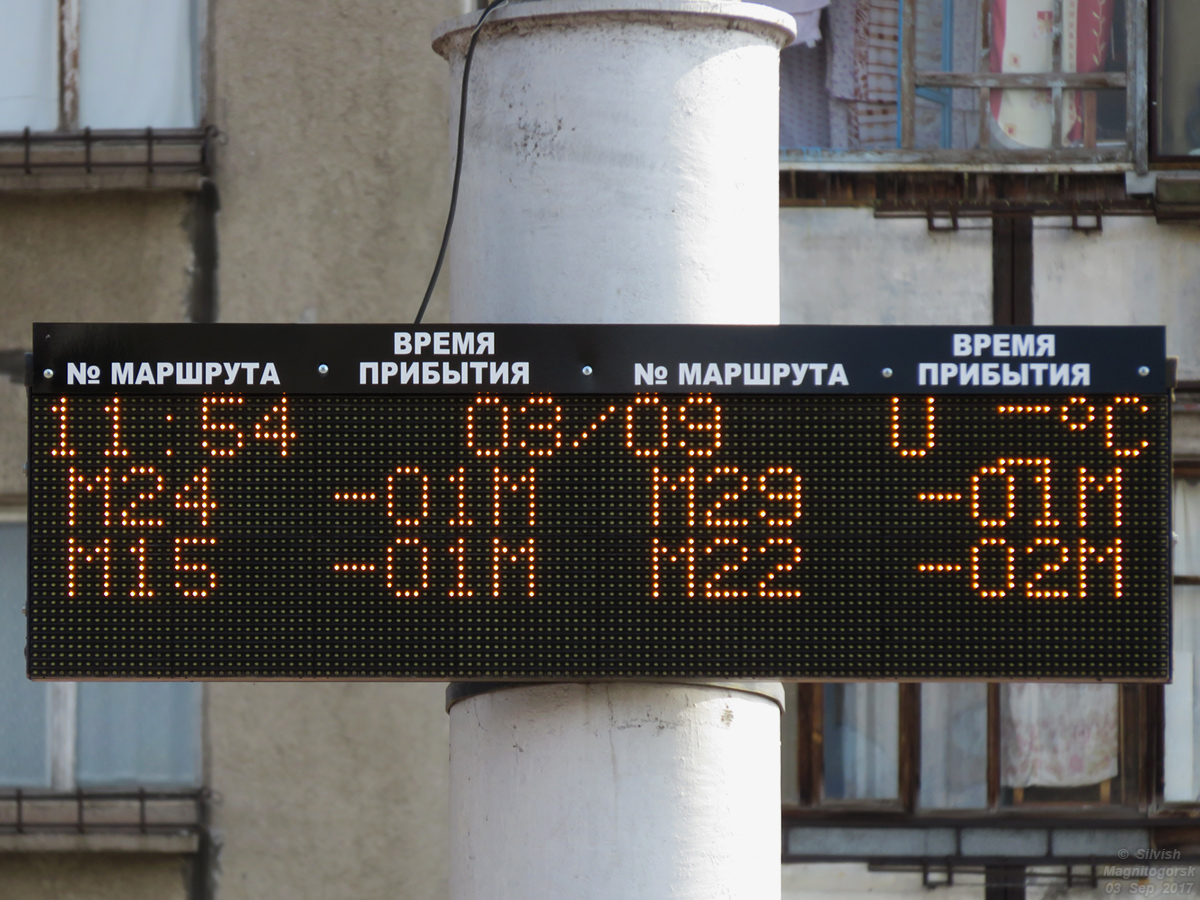 № МАРШРУТА ВРЕМЯ ПРИБЫТИЯ № МАРШРУТА ВРЕМЯ ПРИБЫТИЯ
11:54 03/09 U --°C
М24 -01М М29 -01М
М15 -01М М22 -02М
© Silvish
Magnitogorsk
03 Sep 2017